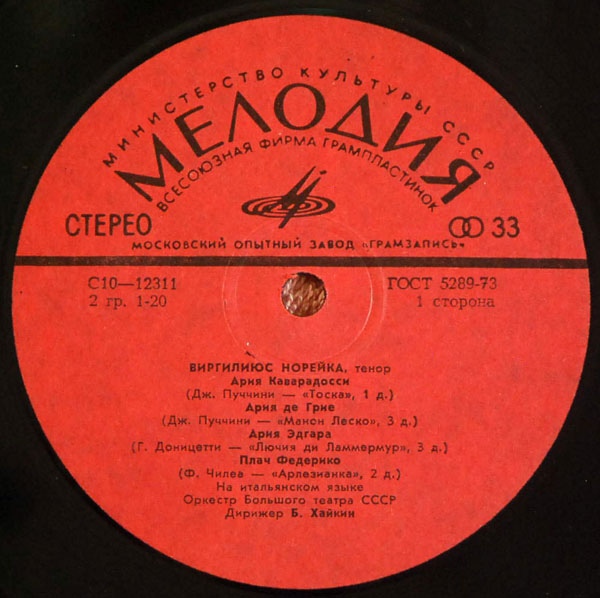 МИНИСТЕРСТВО КУЛЬТУРЫ СССР
МЕЛОДИЯ
ВСЕСОЮЗНАЯ ФИРМА ГРАМПЛАСТИНОК
СТЕРЕО
33
МОСКОВСКИЙ ОПЫТНЫЙ ЗАВОД «ГРАМЗАПИСЬ»
С10—12311
ГОСТ 5289-73
2 гр. 1-20
1 сторона
ВИРГИЛИЮС НОРЕЙКА, тенор
Ария Каварадосси
(Дж. Пуччини — «Тоска», 1 д.)
Ария де Грие
(Дж. Пуччини — «Манон Леско», 3 д.)
Ария Эдгара
(Г. Доницетти — «Лючия ди Ламмермур», 3 д.)
Плач Федерико
(Ф. Чилеа — «Арлезианка», 2 д.)
На итальянском языке
Оркестр Большого театра СССР
Дирижер Б. Хайкин